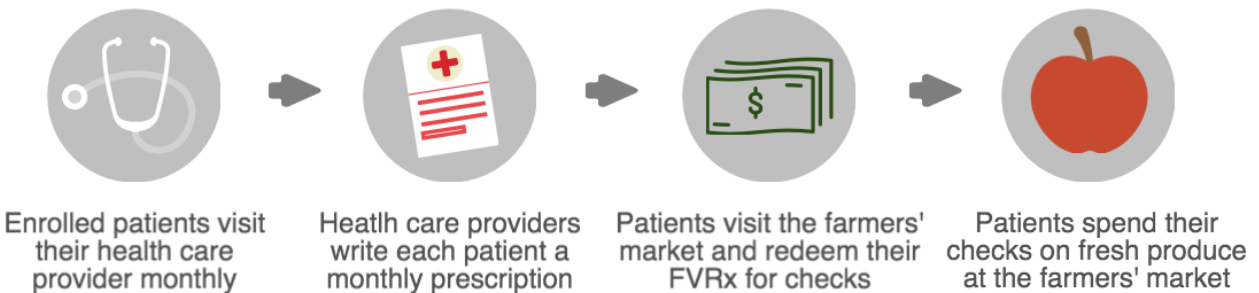 Enrolled patients visit
their health care
provider monthly
Heatlh care providers
write each patient a
monthly prescription
$
Patients visit the farmers'
market and redeem their
FVRx for checks
Patients spend their
checks on fresh produce
at the farmers' market